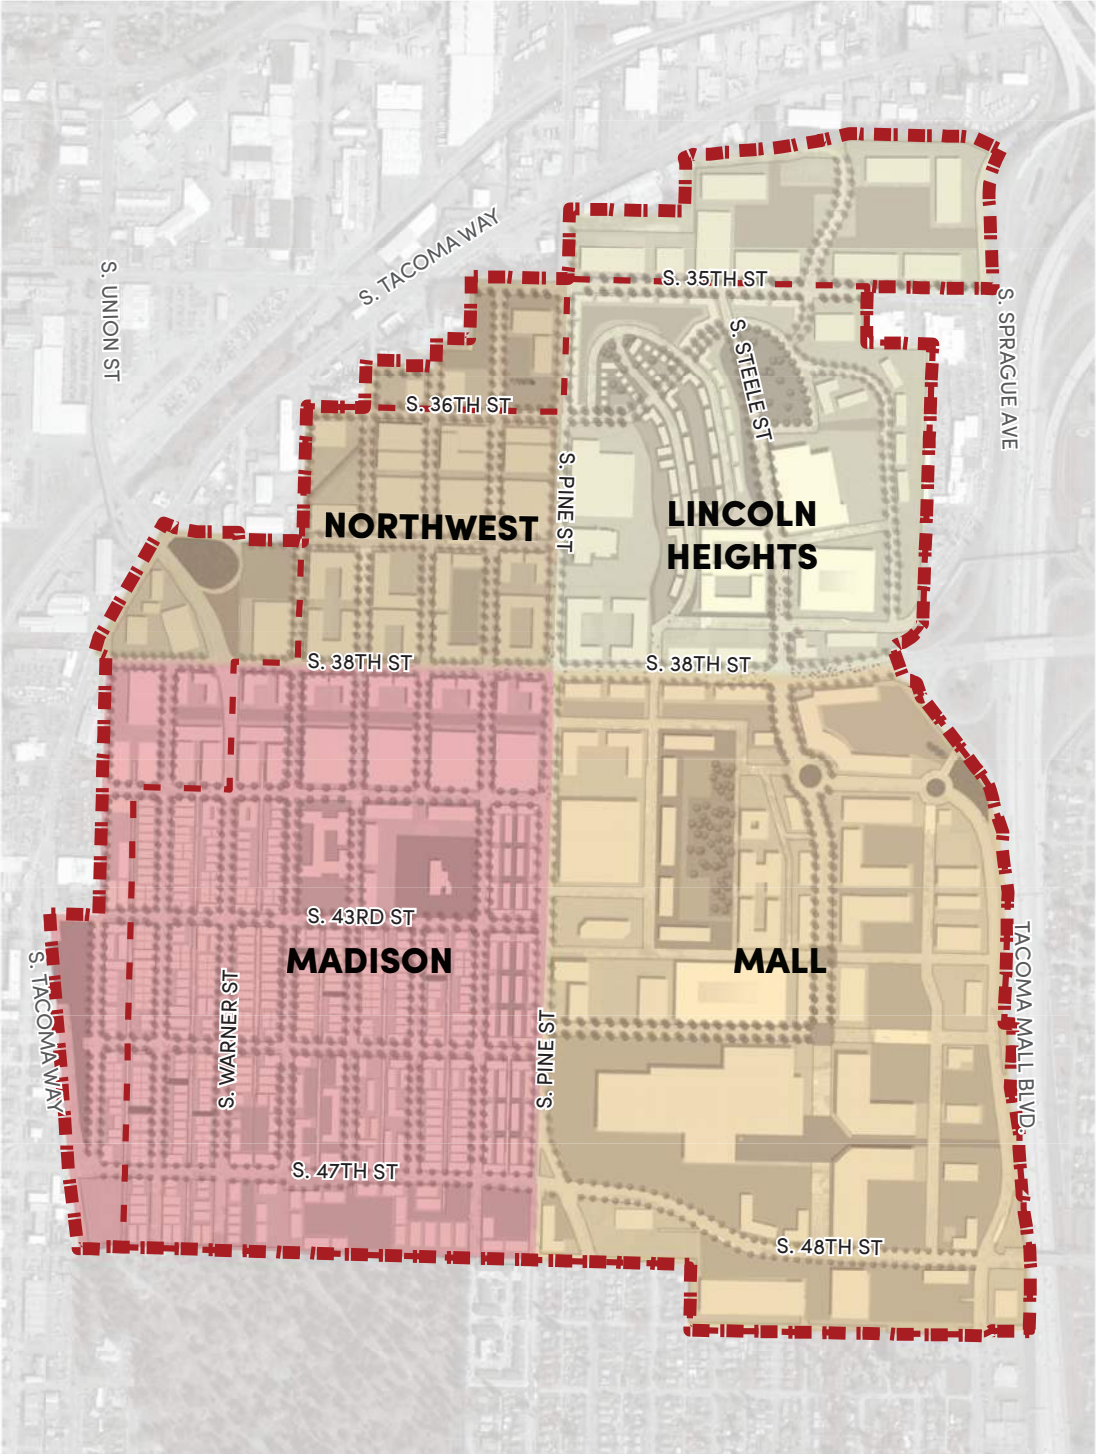 S. TACOMA WAY
S. UNION ST
S. 35TH ST
S. SPRAGUE AVE
S. STEELE ST
S. 36TH ST
S. PINE ST
NORTHWEST
LINCOLN
HEIGHTS
S. 38TH ST
S. 38TH ST
S. 43RD ST
MADISON
MALL
S. TACOMA WAY
S. WARNER ST
S. PINE ST
TACOMA MALL BLVD.
S. 47TH ST
S. 48TH ST